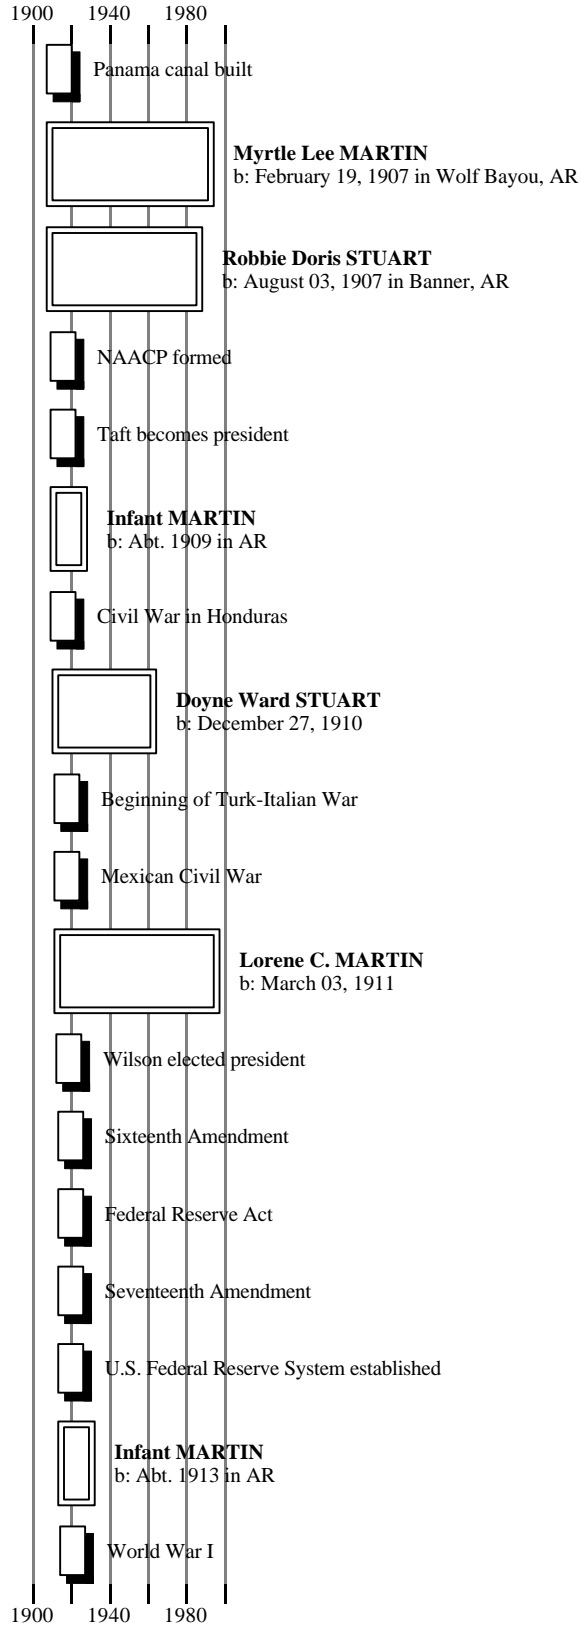 1900 1940 1980
Panama canal built
Myrtle Lee MARTIN
b: February 19, 1907 in Wolf Bayou, AR
Robbie Doris STUART
b: August 03, 1907 in Banner, AR
NAACP formed
Taft becomes president
Infant MARTIN
b: Abt. 1909 in AR
Civil War in Honduras
Doyne Ward STUART
b: December 27, 1910
Beginning of Turk-Italian War
Mexican Civil War
Lorene C. MARTIN
b: March 03, 1911
Wilson elected president
Sixteenth Amendment
Federal Reserve Act
Seventeenth Amendment
U.S. Federal Reserve System established
Infant MARTIN
b: Abt. 1913 in AR
World War I
1900 1940 1980